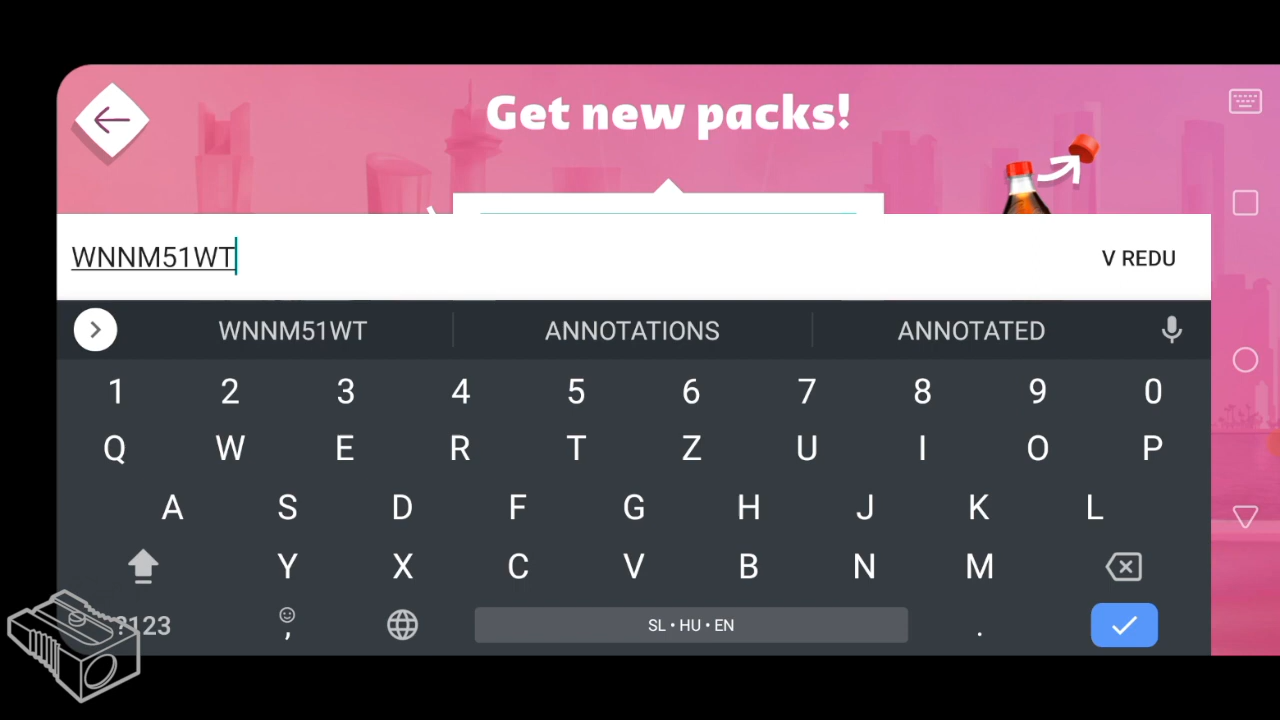 Get new packs!
WNNM51WT
V REDU
WNNM51WT ANNOTATIONS ANNOTATED
1 2 3 4 5 6 7 8 9 0
Q W E R T Z U I O P
A S D F G H J K L
Y X C V B N M
?123 , SL • HU • EN .